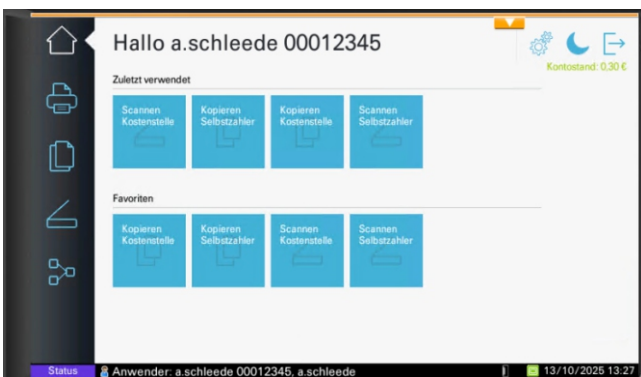 Hallo a.schleede 00012345
Kontostand: 0,30 €
Zuletzt verwendet
Scannen
Kostenstelle
Kopieren
Selbstzahler
Kopieren
Kostenstelle
Scannen
Selbstzahler
Favoriten
Kopieren
Kostenstelle
Kopieren
Selbstzahler
Scannen
Kostenstelle
Scannen
Selbstzahler
Status
Anwender: a.schleede 00012345, a.schleede
13/10/2025 13:27